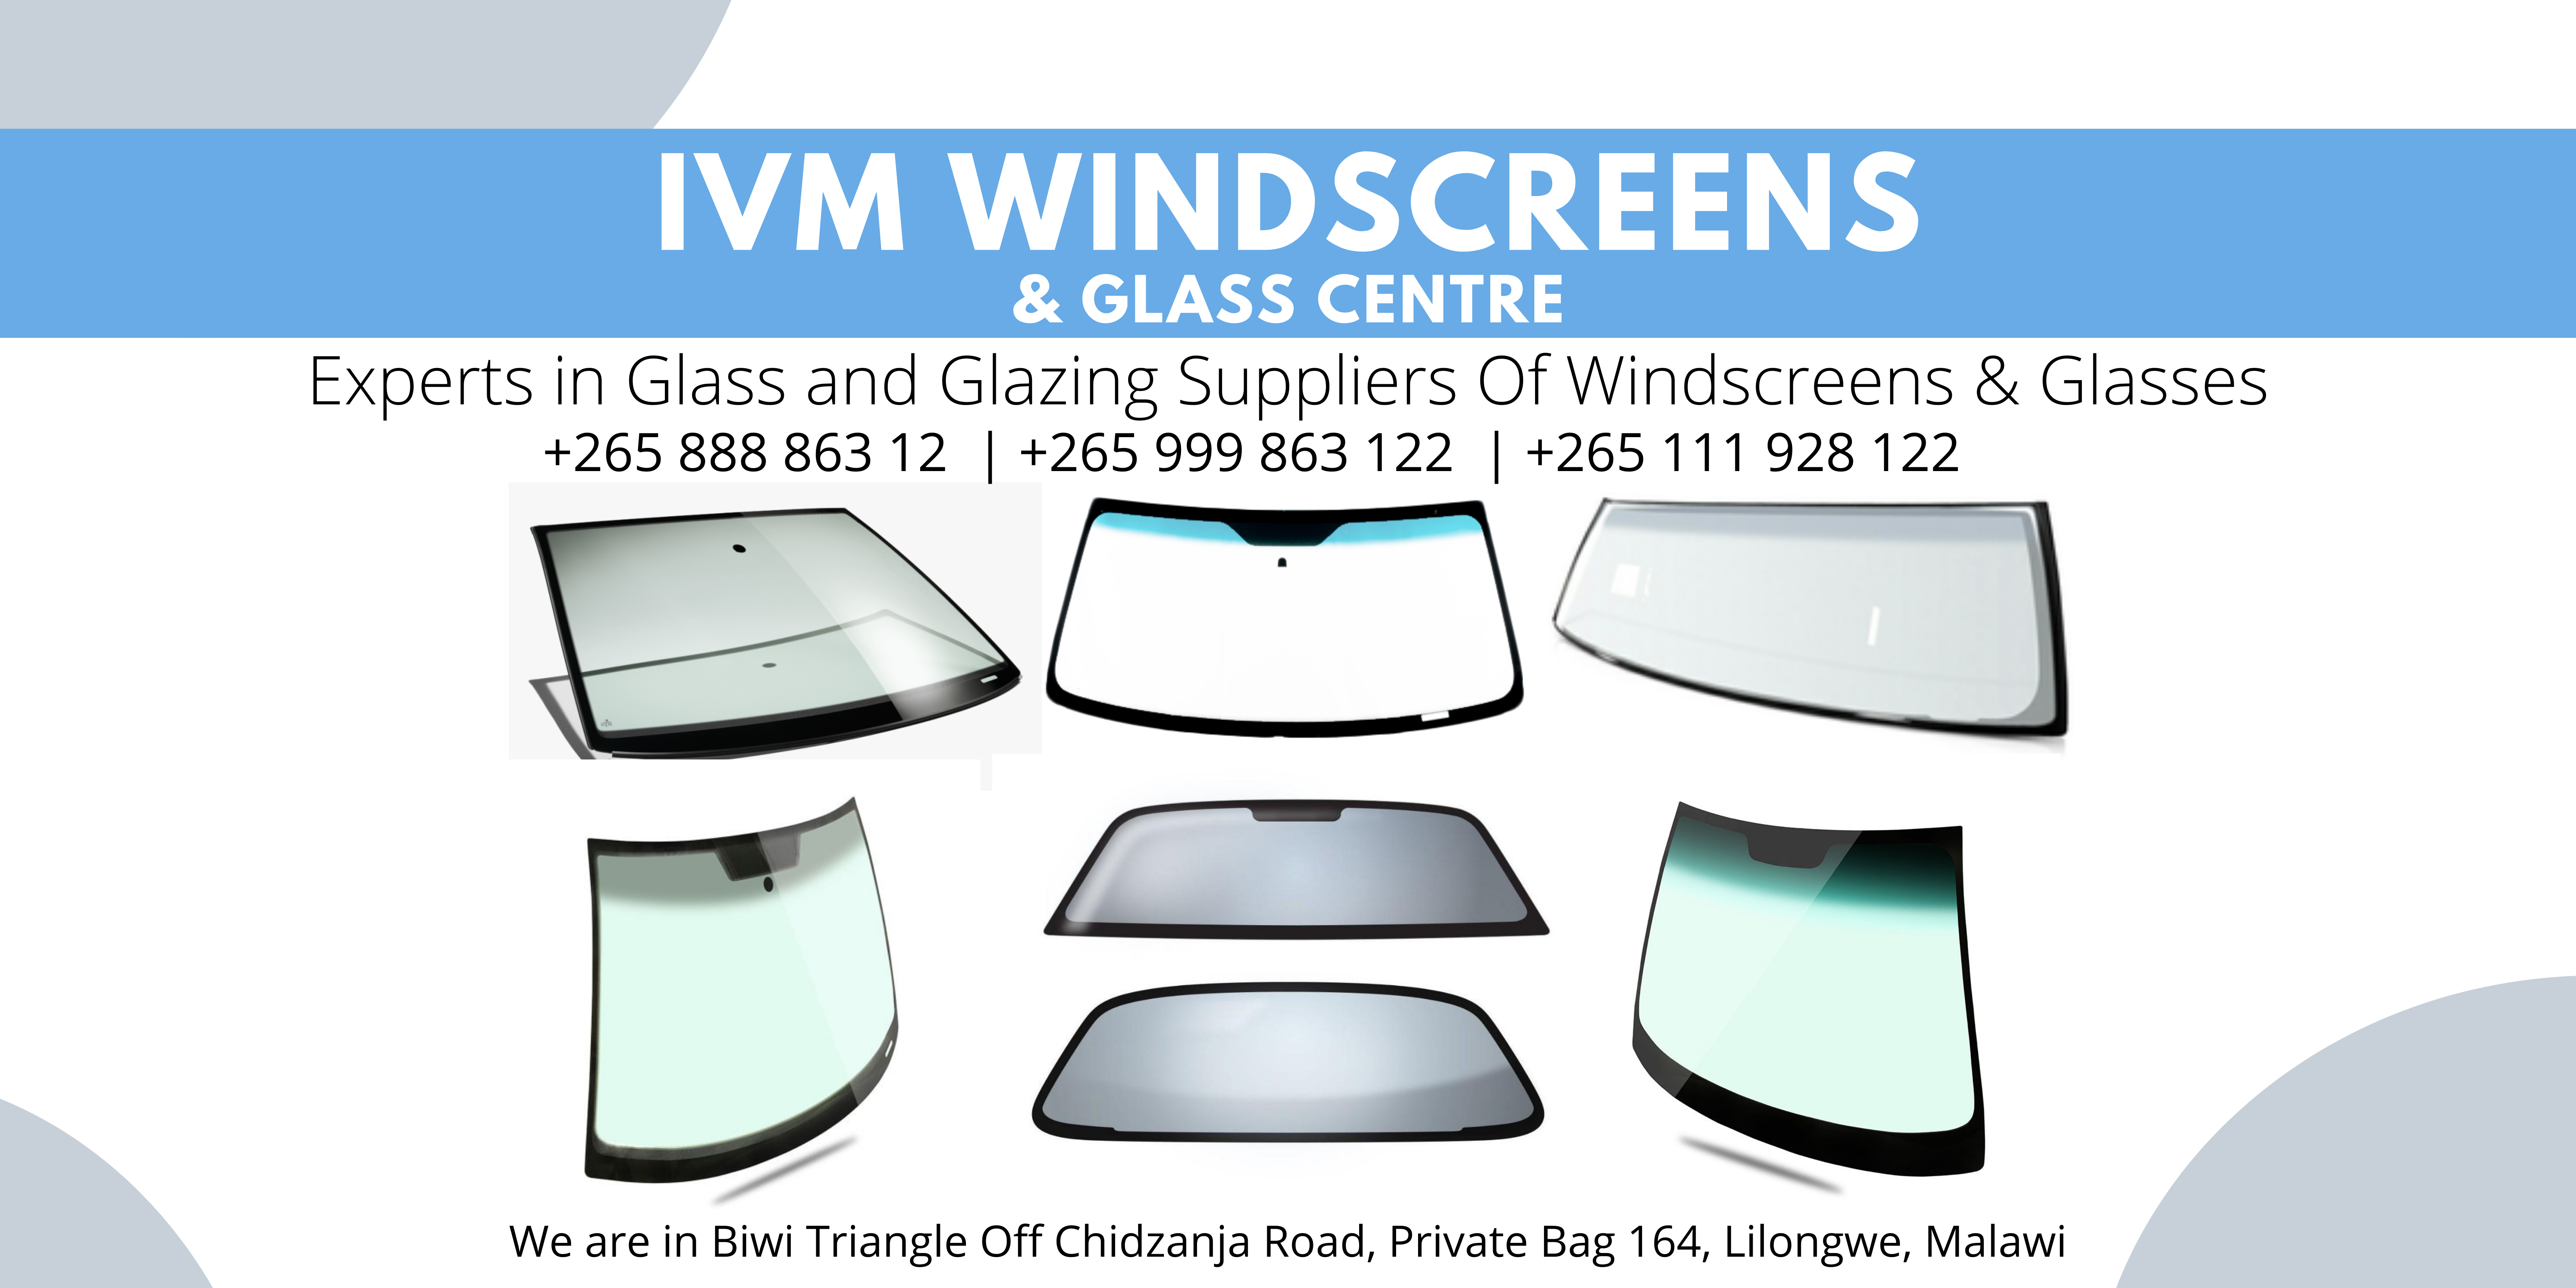 IVM WINDSCREENS
& GLASS CENTRE
Experts in Glass and Glazing Suppliers Of Windscreens & Glasses
+265 888 863 12 | +265 999 863 122 | +265 111 928 122
We are in Biwi Triangle Off Chidzanja Road, Private Bag 164, Lilongwe, Malawi